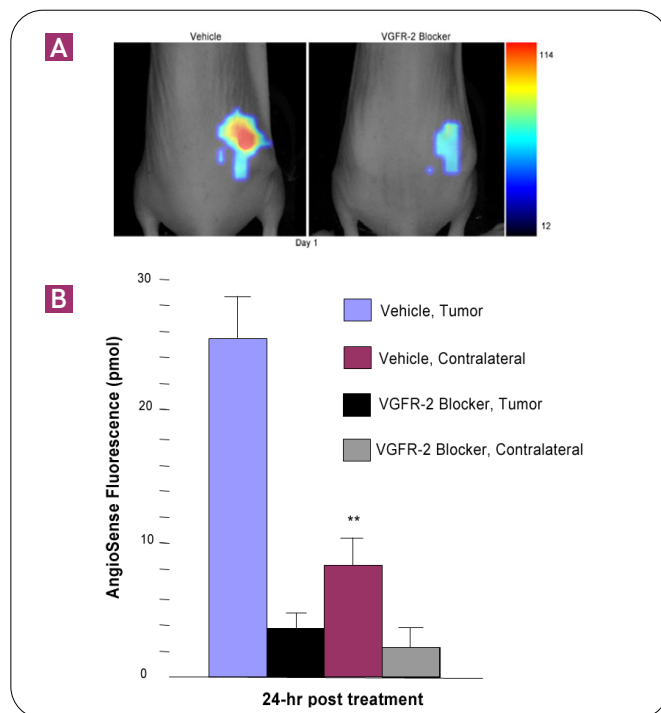 A
Vehicle
VGFR-2 Blocker
114
12
Day 1
B
AngioSense Fluorescence (pmol)
30
20
10
0
Vehicle, Tumor
Vehicle, Contralateral
VGFR-2 Blocker, Tumor
VGFR-2 Blocker, Contralateral
**
24-hr post treatment